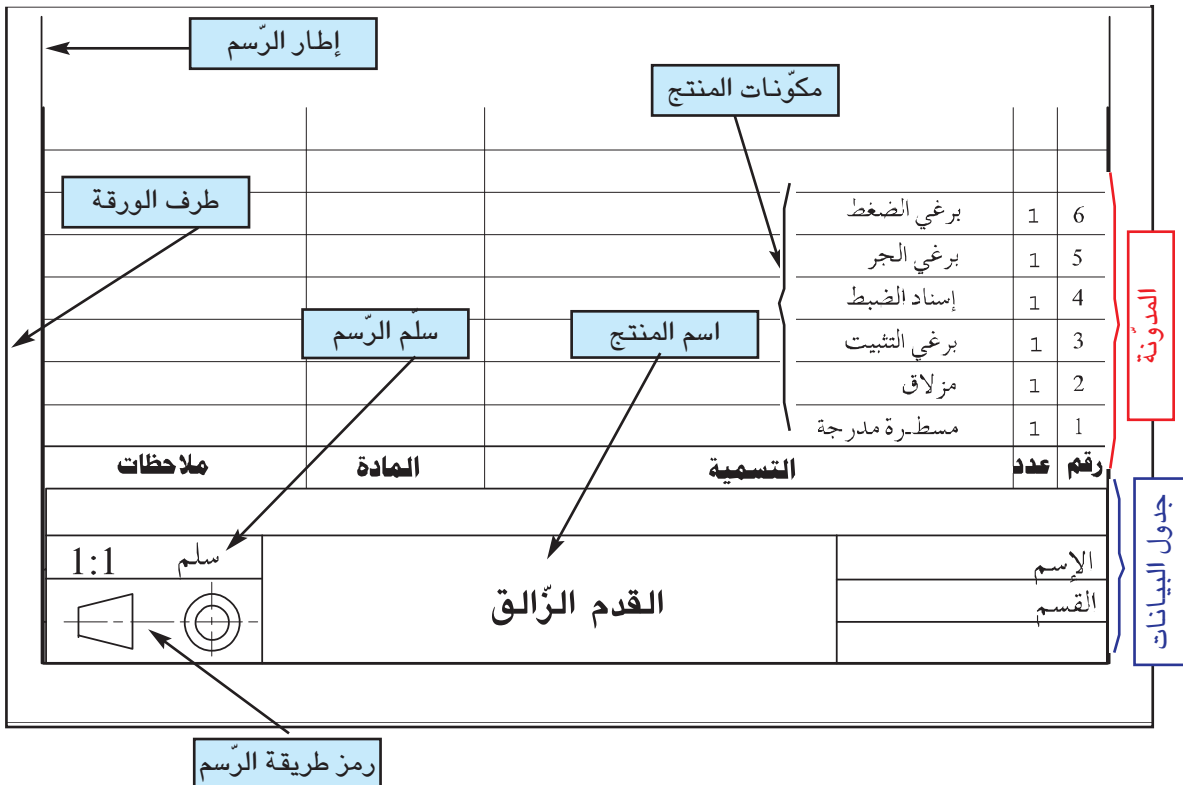 إطار الرّسم
مكوّنات المنتج
طرف الورقة
6 1 برغي الضغط
5 1 برغي الجر
4 1 إسناد الضبط
3 1 برغي التثبيت
2 1 مزلاق
1 1 مسطـرة مدرجة
المدوّنة
اسم المنتج
سلّم الرّسم
رقم عدد التسمية المادة ملاحظات
جدول البيانات
الإسم
القسم
القدم الزّالق
سلم 1:1
رمز طريقة الرّسم